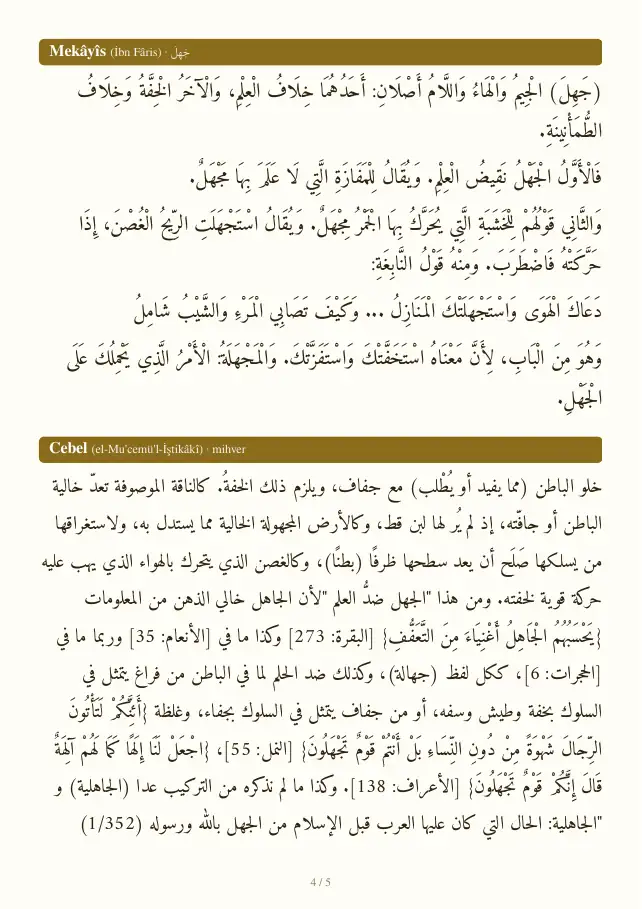 Mekâyîs (İbn Fâris) · جَهِلَ
(جَهِلَ) الْجِيمُ وَالْهَاءُ وَاللَّامُ أَصْلَانِ: أَحَدُهُمَا خِلَافُ الْعِلْمِ، وَالْآخَرُ الْخِفَّةُ وَخِلَافُ
الطُّمَأْنِينَةِ.
فَالْأَوَّلُ الْجَهْلُ نَقِيضُ الْعِلْمِ. وَيُقَالُ لِلْمَفَازَةِ الَّتِي لَا عَلَمَ بِهَا مَجْهَلٌ.
وَالثَّانِي قَوْلُهُمْ لِلْخَشَبَةِ الَّتِي يُحَرَّكُ بِهَا الْجَمْرُ مِجْهَلٌ. وَيُقَالُ اسْتَجْهَلَتِ الرِّيحُ الْغُصْنَ، إِذَا
حَرَّكَتْهُ فَاضْطَرَبَ. وَمِنْهُ قَوْلُ النَّابِغَةِ:
دَعَاكَ الْهَوَى وَاسْتَجْهَلَتْكَ الْمَنَازِلُ ... وَكَيْفَ تَصَابِي الْمَرْءِ وَالشَّيْبُ شَامِلُ
وَهُوَ مِنَ الْبَابِ، لِأَنَّ مَعْنَاهُ اسْتَخَفَّتْكَ وَاسْتَفَزَّتْكَ. وَالْمَجْهَلَةُ: الْأَمْرُ الَّذِي يَحْمِلُكَ عَلَى
الْجَهْلِ.
Cebel (el-Mu'cemü'l-İştikâkî) · mihver
خلو الباطن (مما يفيد أو يُطْلب) مع جفاف، ويلزم ذلك الخفةُ. كالناقة الموصوفة تعدّ خالية
الباطن أو جافّته، إذ لم يُر لها لبن قط، وكالأرض المجهولة الخالية مما يستدل به، ولاستغراقها
من يسلكها صَلَح أن يعد سطحها ظرفًا (بطنًا)، وكالغصن الذي يتحرك بالهواء الذي يهب عليه
حركة قوية لخفته. ومن هذا "الجهل ضدُّ العلم "لأن الجاهل خالي الذهن من المعلومات
{يَحْسَبُهُمُ الْجَاهِلُ أَغْنِيَاءَ مِنَ التَّعَفُّفِ} [البقرة: 273] وكذا ما في [الأنعام: 35] وربما ما في
[الحجرات: 6]، ككل لفظ (جهالة)، وكذلك ضد الحلم لما في الباطن من فراغ يتمثل في
السلوك بخفة وطيش وسفه، أو من جفاف يتمثل في السلوك بجفاء، وغلظة {أَئِنَّكُمْ لَتَأْتُونَ
الرِّجَالَ شَهْوَةً مِنْ دُونِ النِّسَاءِ بَلْ أَنْتُمْ قَوْمٌ تَجْهَلُونَ} [النمل: 55]، {اجْعَلْ لَنَا إِلَهًا كَمَا لَهُمْ آلِهَةٌ
قَالَ إِنَّكُمْ قَوْمٌ تَجْهَلُونَ} [الأعراف: 138]. وكذا ما لم نذكره من التركيب عدا (الجاهلية) و
"الجاهلية: الحال التي كان عليها العرب قبل الإسلام من الجهل بالله ورسوله (1/352)
4 / 5